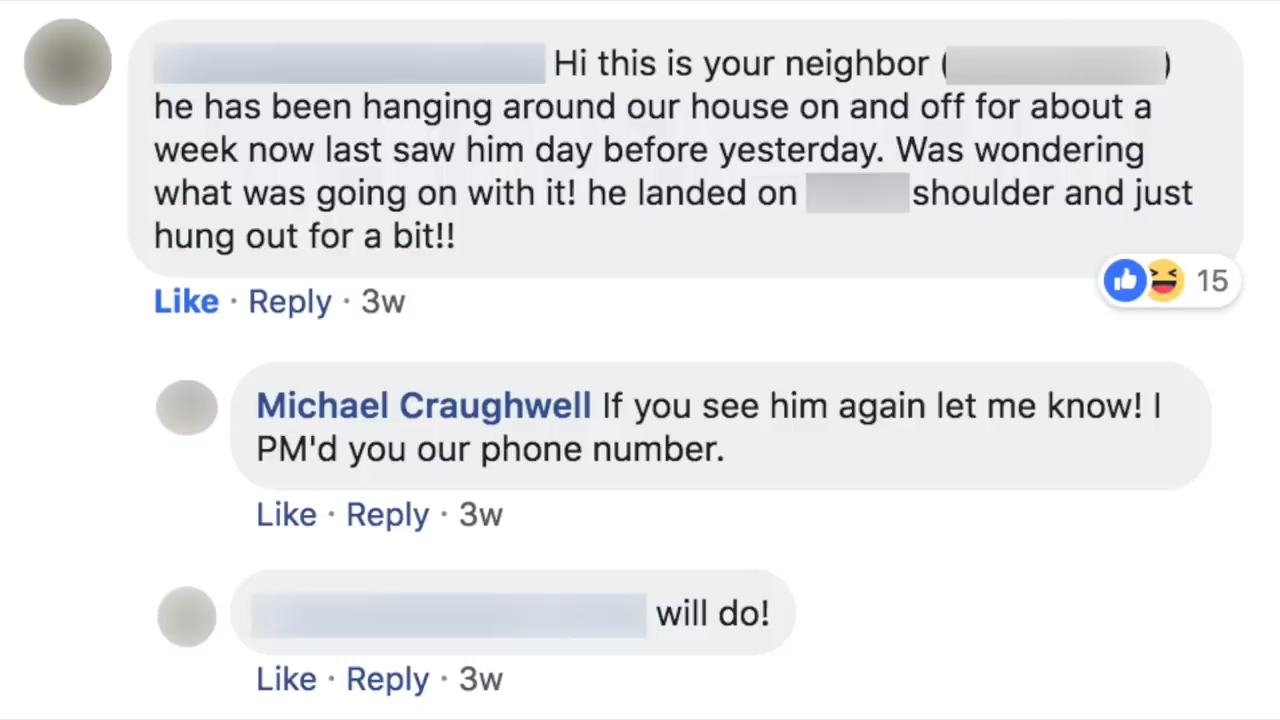 Hi this is your neighbor ( )
he has been hanging around our house on and off for about a
week now last saw him day before yesterday. Was wondering
what was going on with it! he landed on shoulder and just
hung out for a bit!!
15
Like · Reply · 3w
Michael Craughwell If you see him again let me know! I
PM'd you our phone number.
Like · Reply · 3w
will do!
Like · Reply · 3w